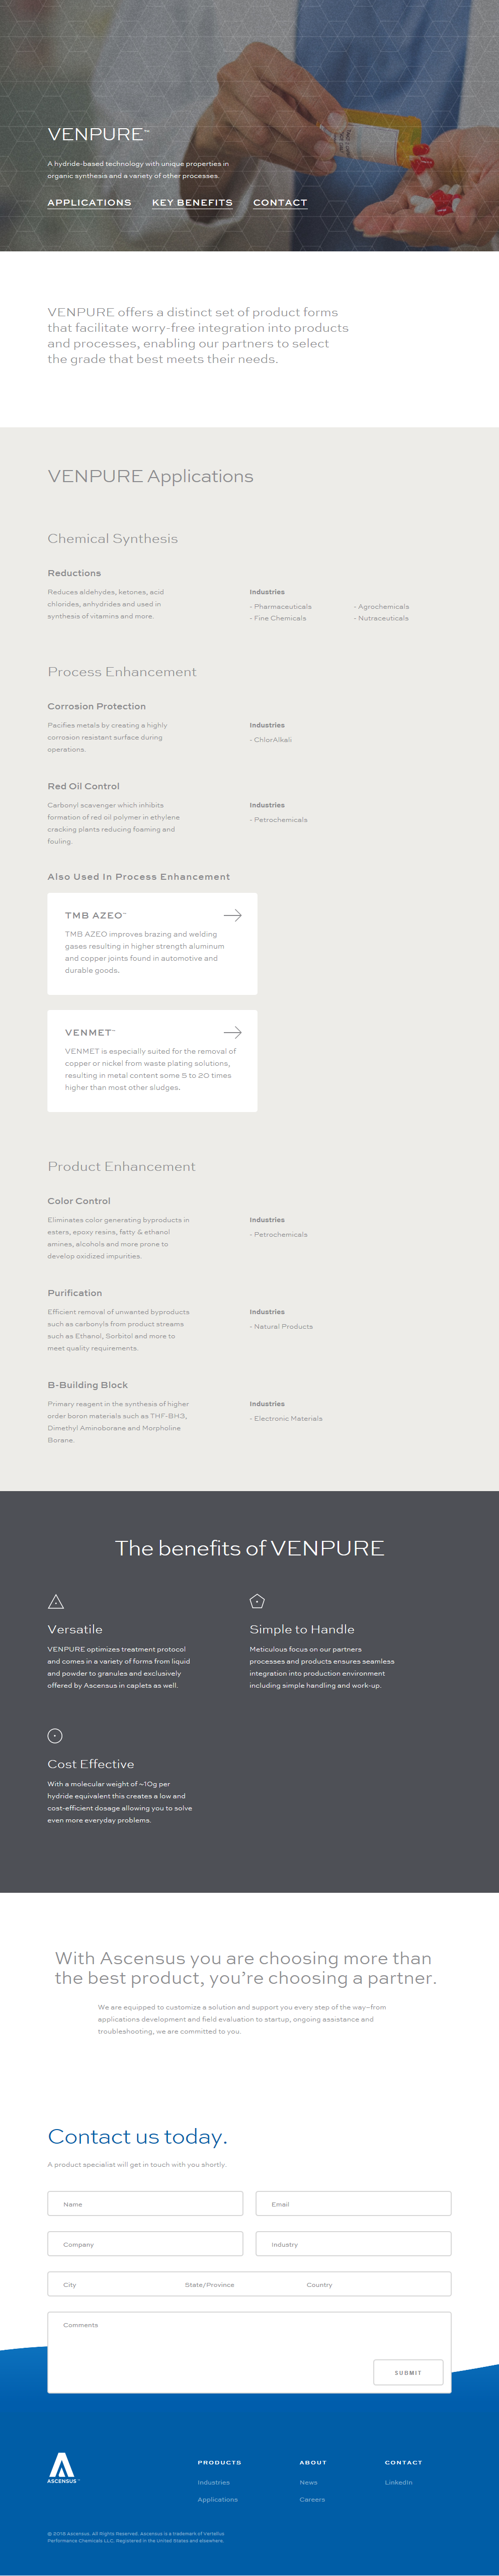 VENPURE™
A hydride-based technology with unique properties in
organic synthesis and a variety of other processes.
APPLICATIONS KEY BENEFITS CONTACT
VENPURE offers a distinct set of product forms
that facilitate worry-free integration into products
and processes, enabling our partners to select
the grade that best meets their needs.
VENPURE Applications
Chemical Synthesis
Reductions
Reduces aldehydes, ketones, acid
chlorides, anhydrides and used in
synthesis of vitamins and more.
Industries
- Pharmaceuticals
- Fine Chemicals
- Agrochemicals
- Nutraceuticals
Process Enhancement
Corrosion Protection
Pacifies metals by creating a highly
corrosion resistant surface during
operations.
Industries
- ChlorAlkali
Red Oil Control
Carbonyl scavenger which inhibits
formation of red oil polymer in ethylene
cracking plants reducing foaming and
fouling.
Industries
- Petrochemicals
Also Used In Process Enhancement
TMB AZEO™
TMB AZEO improves brazing and welding
gases resulting in higher strength aluminum
and copper joints found in automotive and
durable goods.
VENMET™
VENMET is especially suited for the removal of
copper or nickel from waste plating solutions,
resulting in metal content some 5 to 20 times
higher than most other sludges.
Product Enhancement
Color Control
Eliminates color generating byproducts in
esters, epoxy resins, fatty & ethanol
amines, alcohols and more prone to
develop oxidized impurities.
Industries
- Petrochemicals
Purification
Efficient removal of unwanted byproducts
such as carbonyls from product streams
such as Ethanol, Sorbitol and more to
meet quality requirements.
Industries
- Natural Products
B-Building Block
Primary reagent in the synthesis of higher
order boron materials such as THF-BH3,
Dimethyl Aminoborane and Morpholine
Borane.
Industries
- Electronic Materials
The benefits of VENPURE
Versatile
VENPURE optimizes treatment protocol
and comes in a variety of forms from liquid
and powder to granules and exclusively
offered by Ascensus in caplets as well.
Simple to Handle
Meticulous focus on our partners
processes and products ensures seamless
integration into production environment
including simple handling and work-up.
Cost Effective
With a molecular weight of ~10g per
hydride equivalent this creates a low and
cost-efficient dosage allowing you to solve
even more everyday problems.
With Ascensus you are choosing more than
the best product, you're choosing a partner.
We are equipped to customize a solution and support you every step of the way—from
applications development and field evaluation to startup, ongoing assistance and
troubleshooting, we are committed to you.
Contact us today.
A product specialist will get in touch with you shortly.
Name
Email
Company
Industry
City State/Province Country
Comments
SUBMIT
ASCENSUS™
PRODUCTS
Industries
Applications
ABOUT
News
Careers
CONTACT
LinkedIn
© 2018 Ascensus. All Rights Reserved. Ascensus is a trademark of Vertellus
Performance Chemicals LLC. Registered in the United States and elsewhere.